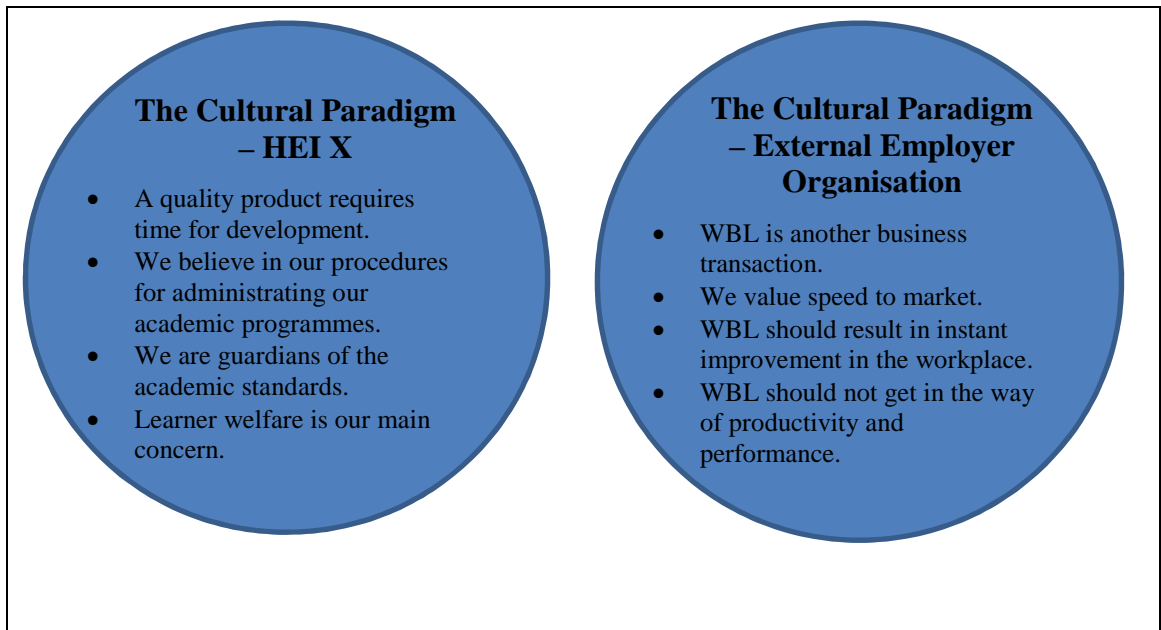 The Cultural Paradigm
– HEI X
• A quality product requires
time for development.
• We believe in our procedures
for administrating our
academic programmes.
• We are guardians of the
academic standards.
• Learner welfare is our main
concern.
The Cultural Paradigm
– External Employer
Organisation
• WBL is another business
transaction.
• We value speed to market.
• WBL should result in instant
improvement in the workplace.
• WBL should not get in the way
of productivity and
performance.